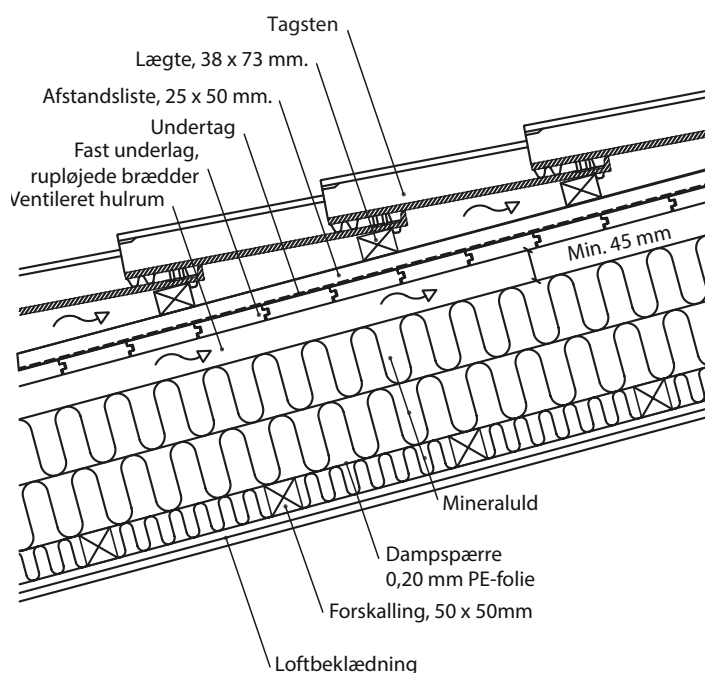 Tagsten
Lægte, 38 x 73 mm.
Afstandsliste, 25 x 50 mm.
Undertag
Fast underlag,
rupløjede brædder
Ventileret hulrum
Min. 45 mm
Mineraluld
Dampspærre
0,20 mm PE-folie
Forskalling, 50 x 50mm
Loftbeklædning